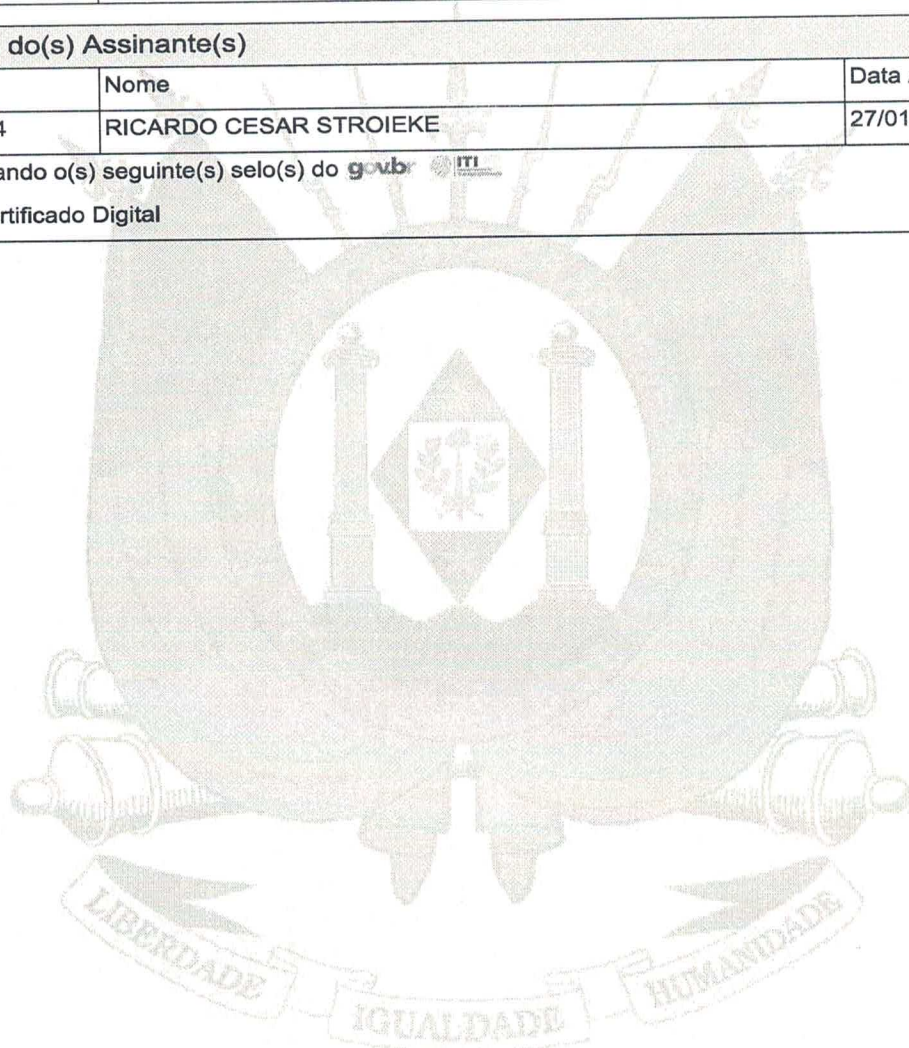 do(s) Assinante(s)
Nome
Data
4
RICARDO CESAR STROIEKE
27/01
ando o(s) seguinte(s) selo(s) do gov.br ITI
rtificado Digital
LIBERDADE
IGUALDADE
HUMANIDADE